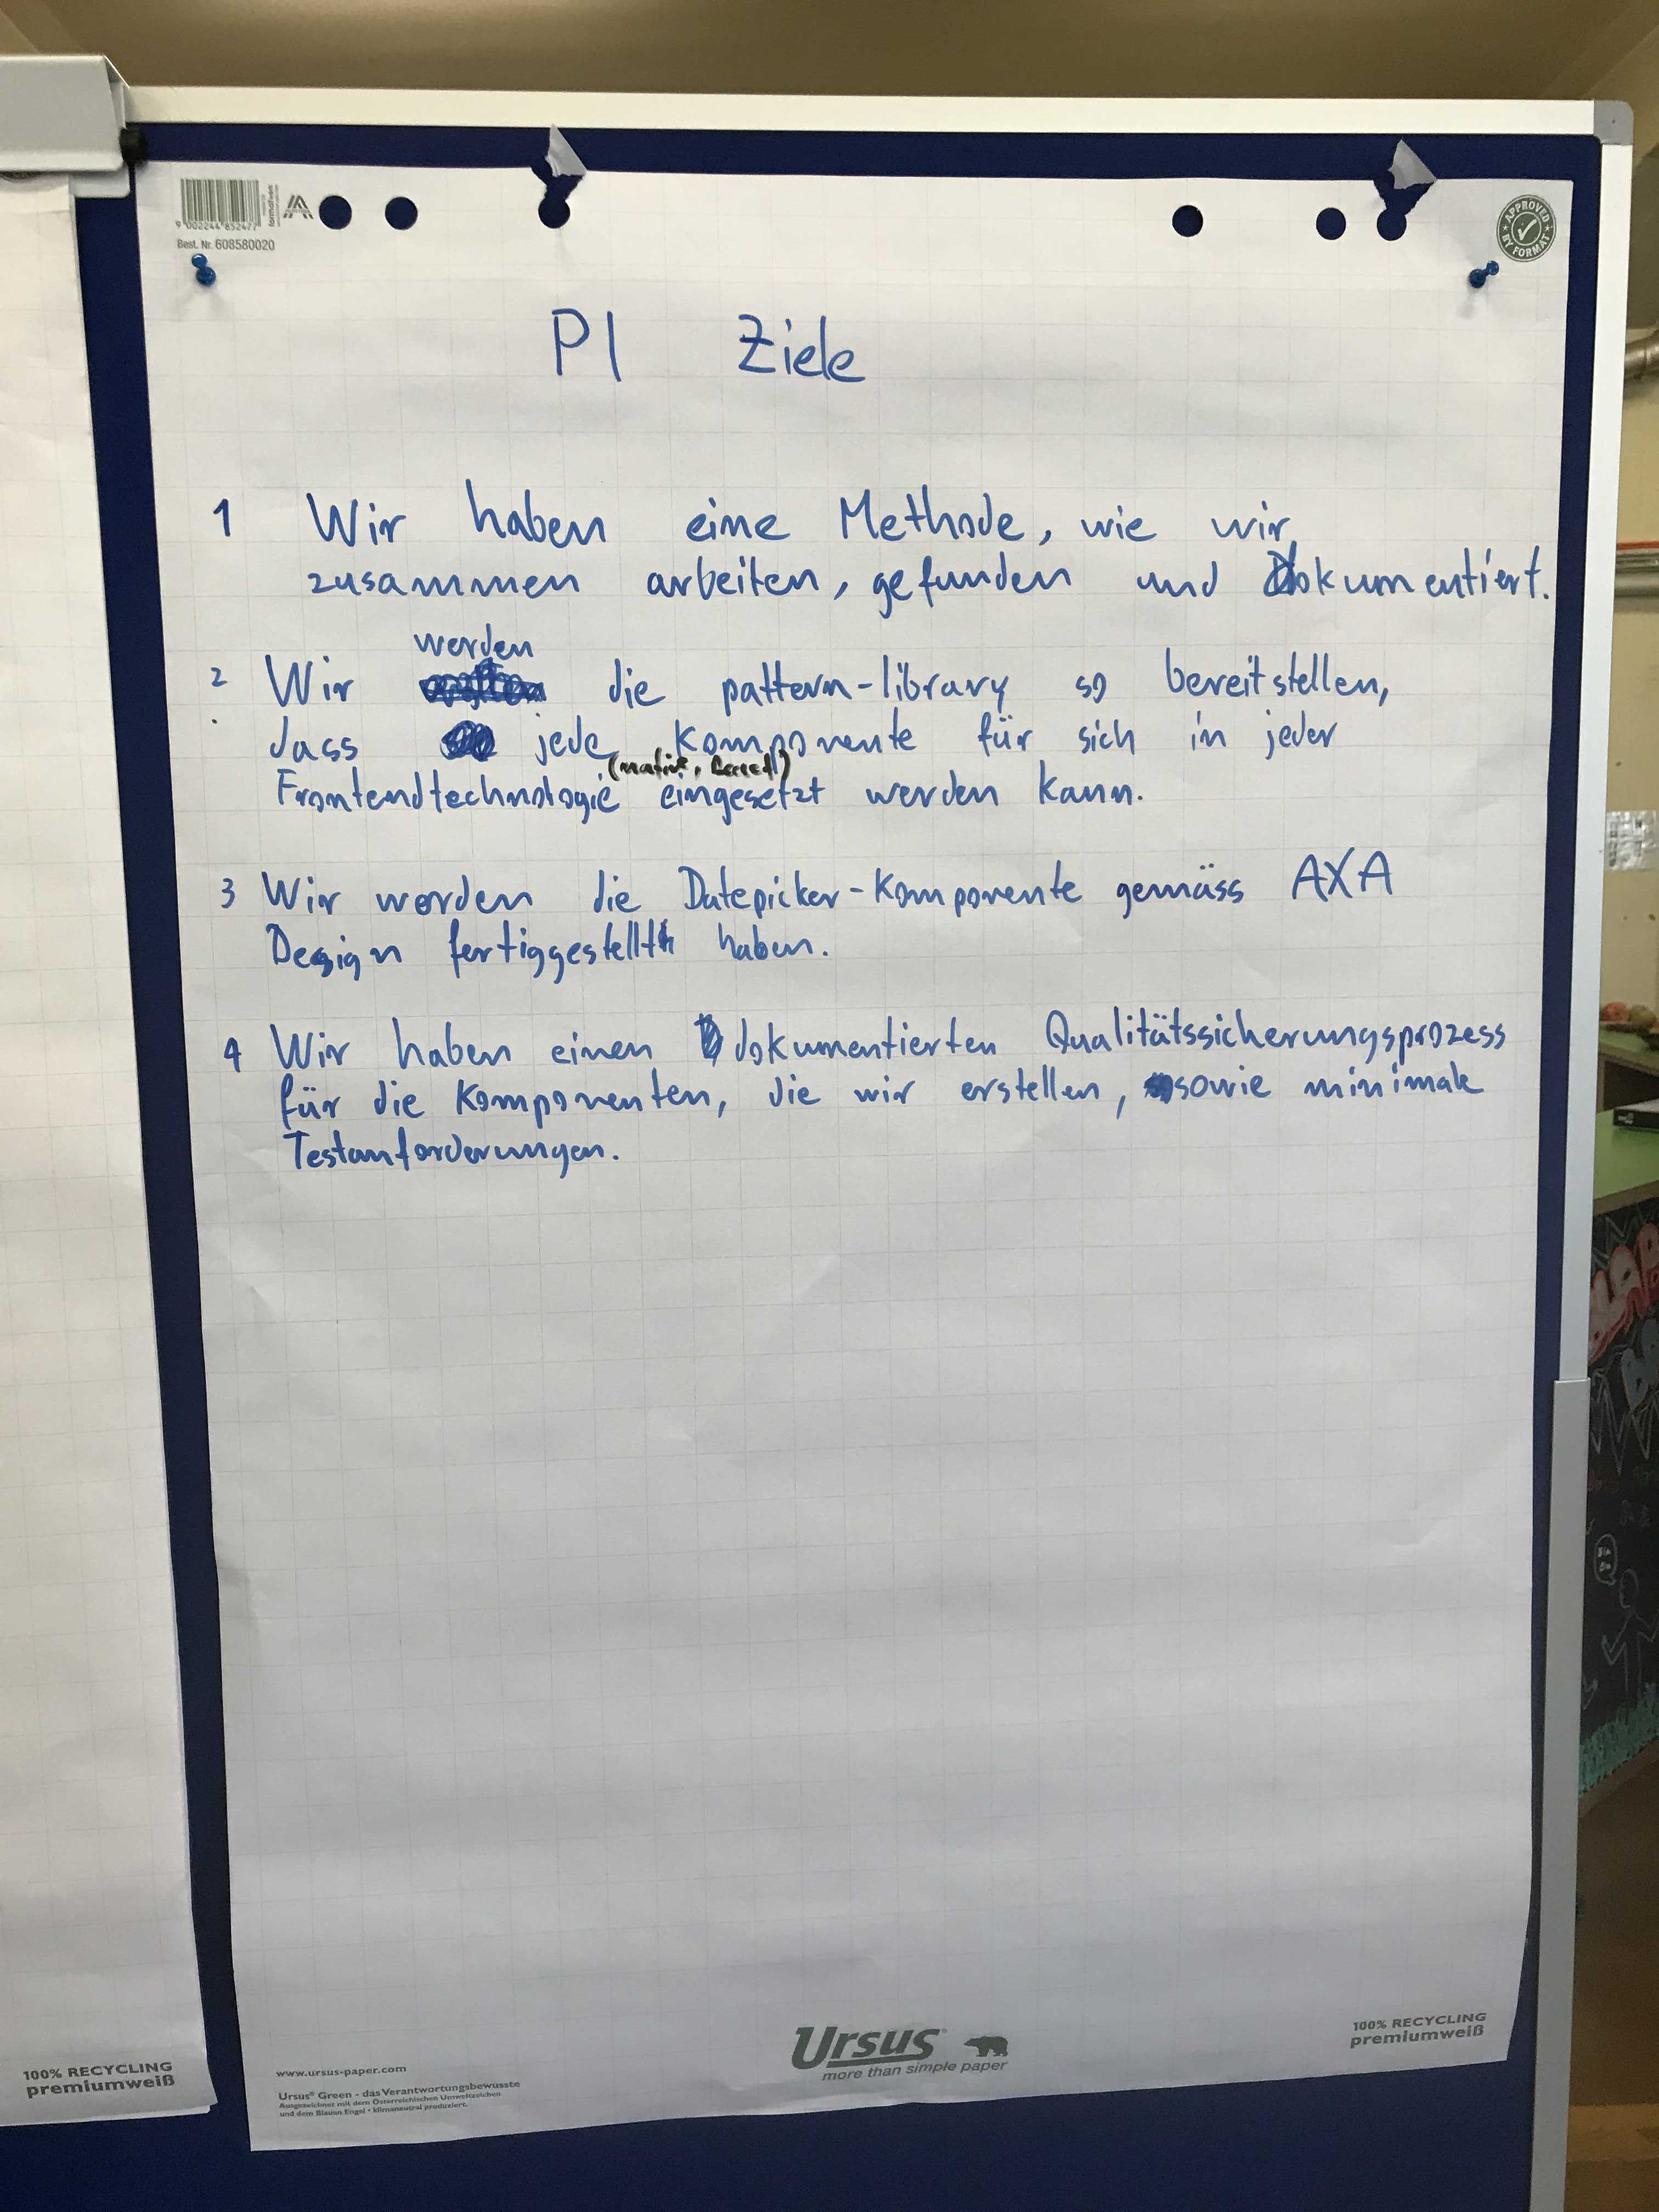 9 002244 852477
Best. Nr. 608580020
APPROVED BY FORMAT
PI Ziele
1 Wir haben eine Methode, wie wir
zusammen arbeiten, gefunden und Dokumentiert.
werden
2 Wir die pattern-library so bereitstellen,
dass jede Komponente für sich in jeder
(native, React)
Frontendtechnologie eingesetzt werden kann.
3 Wir werden die Datepicker-Komponente gemäss AXA
Design fertiggestellt haben.
4 Wir haben einen dokumentierten Qualitätssicherungsprozess
für die Komponenten, die wir erstellen, sowie minimale
Testanforderungen.
100% RECYCLING
premiumweiß
www.ursus-paper.com
Ursus® Green - das Verantwortungsbewusste
Ausgezeichnet mit dem Österreichischen Umweltzeichen
und dem Blauen Engel • klimaneutral produziert.
Ursus
more than simple paper
100% RECYCLING
premiumweiß